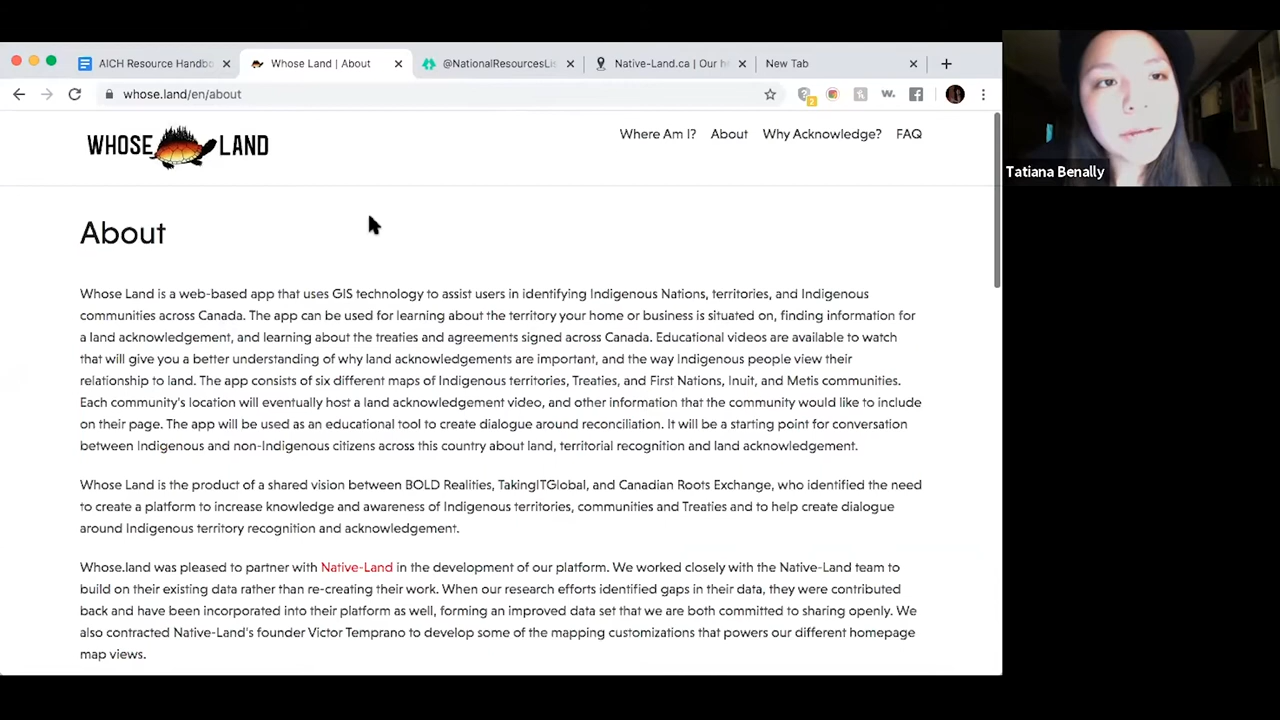 AICH Resource Handbo
Whose Land | About
@NationalResourcesLis
Native-Land.ca | Our h
New Tab
whose.land/en/about
2
w.
WHOSE LAND
Where Am I?
About
Why Acknowledge?
FAQ
Tatiana Benally
About
Whose Land is a web-based app that uses GIS technology to assist users in identifying Indigenous Nations, territories, and Indigenous
communities across Canada. The app can be used for learning about the territory your home or business is situated on, finding information for
a land acknowledgement, and learning about the treaties and agreements signed across Canada. Educational videos are available to watch
that will give you a better understanding of why land acknowledgements are important, and the way Indigenous people view their
relationship to land. The app consists of six different maps of Indigenous territories, Treaties, and First Nations, Inuit, and Metis communities.
Each community's location will eventually host a land acknowledgement video, and other information that the community would like to include
on their page. The app will be used as an educational tool to create dialogue around reconciliation. It will be a starting point for conversation
between Indigenous and non-Indigenous citizens across this country about land, territorial recognition and land acknowledgement.
Whose Land is the product of a shared vision between BOLD Realities, TakingITGlobal, and Canadian Roots Exchange, who identified the need
to create a platform to increase knowledge and awareness of Indigenous territories, communities and Treaties and to help create dialogue
around Indigenous territory recognition and acknowledgement.
Whose.land was pleased to partner with Native-Land in the development of our platform. We worked closely with the Native-Land team to
build on their existing data rather than re-creating their work. When our research efforts identified gaps in their data, they were contributed
back and have been incorporated into their platform as well, forming an improved data set that we are both committed to sharing openly. We
also contracted Native-Land's founder Victor Temprano to develop some of the mapping customizations that powers our different homepage
map views.